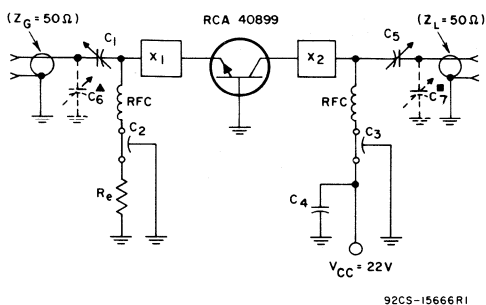 (ZG = 50Ω)
RCA 40899
(ZL = 50Ω)
C1
X1
X2
C5
C6▲
RFC
RFC
C7■
C2
C3
Re
C4
VCC = 22V
92CS-15666R1